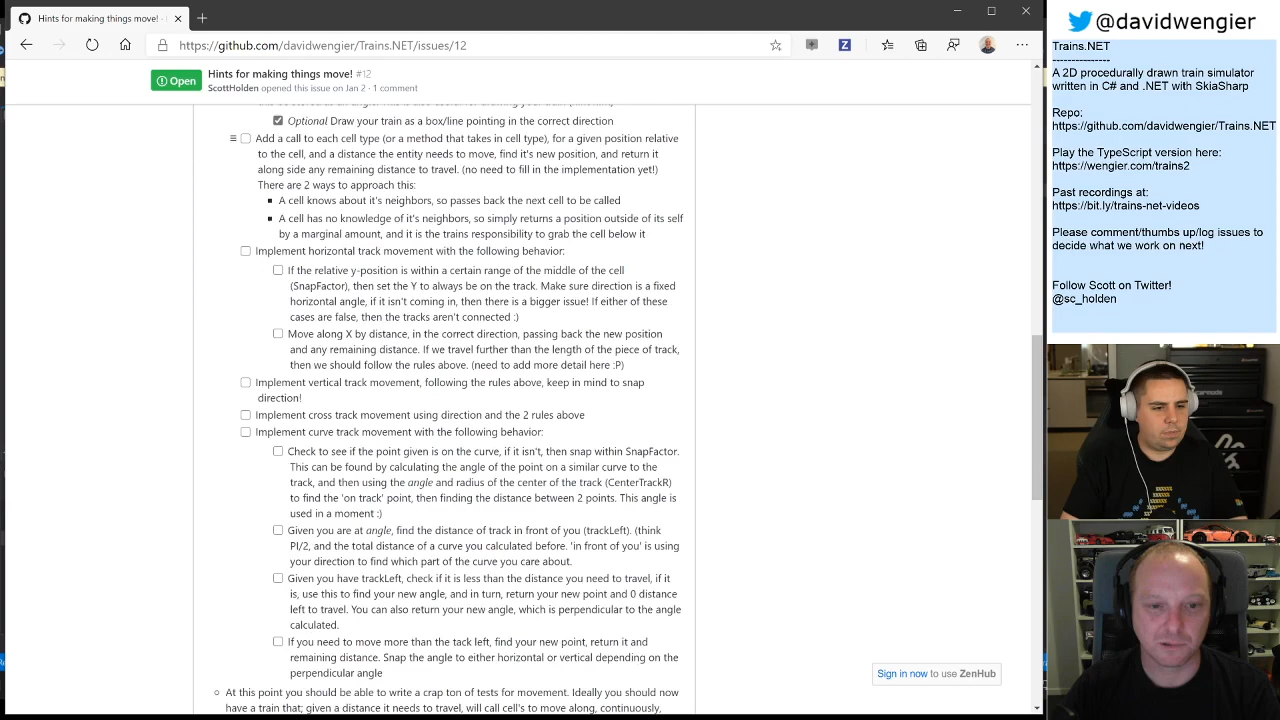 Hints for making things move! ·
https://github.com/davidwengier/Trains.NET/issues/12
Open
Hints for making things move! #12
ScottHolden opened this issue on Jan 2 · 1 comment
Optional Draw your train as a box/line pointing in the correct direction
Add a call to each cell type (or a method that takes in cell type), for a given position relative
to the cell, and a distance the entity needs to move, find it's new position, and return it
along side any remaining distance to travel. (no need to fill in the implementation yet!)
There are 2 ways to approach this:
A cell knows about it's neighbors, so passes back the next cell to be called
A cell has no knowledge of it's neighbors, so simply returns a position outside of its self
by a marginal amount, and it is the trains responsibility to grab the cell below it
Implement horizontal track movement with the following behavior:
If the relative y-position is within a certain range of the middle of the cell
(SnapFactor), then set the Y to always be on the track. Make sure direction is a fixed
horizontal angle, if it isn't coming in, then there is a bigger issue! If either of these
cases are false, then the tracks aren't connected :)
Move along X by distance, in the correct direction, passing back the new position
and any remaining distance. If we travel further than the length of the piece of track,
then we should follow the rules above. (need to add more detail here :P)
Implement vertical track movement, following the rules above, keep in mind to snap
direction!
Implement cross track movement using direction and the 2 rules above
Implement curve track movement with the following behavior:
Check to see if the point given is on the curve, if it isn't, then snap within SnapFactor.
This can be found by calculating the angle of the point on a similar curve to the
track, and then using the angle and radius of the center of the track (CenterTrackR)
to find the 'on track' point, then finding the distance between 2 points. This angle is
used in a moment :)
Given you are at angle, find the distance of track in front of you (trackLeft). (think
PI/2, and the total distance of a curve you calculated before. 'in front of you' is using
your direction to find which part of the curve you care about.
Given you have trackLeft, check if it is less than the distance you need to travel, if it
is, use this to find your new angle, and in turn, return your new point and 0 distance
left to travel. You can also return your new angle, which is perpendicular to the angle
calculated.
If you need to move more than the tack left, find your new point, return it and
remaining distance. Snap the angle to either horizontal or vertical depending on the
perpendicular angle
At this point you should be able to write a crap ton of tests for movement. Ideally you should now
have a train that; given a distance it needs to travel, will call cell's to move along, continuously,
Sign in now to use ZenHub
@davidwengier
Trains.NET
---------------
A 2D procedurally drawn train simulator
written in C# and .NET with SkiaSharp
Repo:
https://github.com/davidwengier/Trains.NET
Play the TypeScript version here:
https://wengier.com/trains2
Past recordings at:
https://bit.ly/trains-net-videos
Please comment/thumbs up/log issues to
decide what we work on next!
Follow Scott on Twitter!
@sc_holden